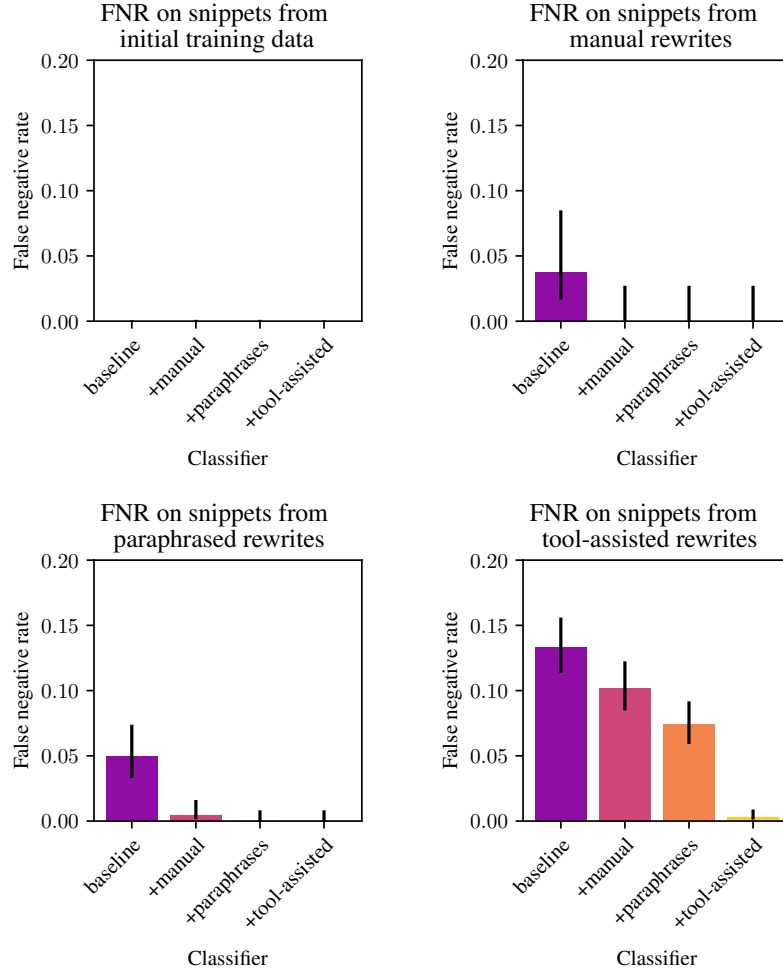 FNR on snippets from
initial training data
0.20
0.15
0.10
0.05
0.00
False negative rate
baseline
+manual
+paraphrases
+tool-assisted
Classifier
FNR on snippets from
manual rewrites
0.20
0.15
0.10
0.05
0.00
False negative rate
baseline
+manual
+paraphrases
+tool-assisted
Classifier
FNR on snippets from
paraphrased rewrites
0.20
0.15
0.10
0.05
0.00
False negative rate
baseline
+manual
+paraphrases
+tool-assisted
Classifier
FNR on snippets from
tool-assisted rewrites
0.20
0.15
0.10
0.05
0.00
False negative rate
baseline
+manual
+paraphrases
+tool-assisted
Classifier